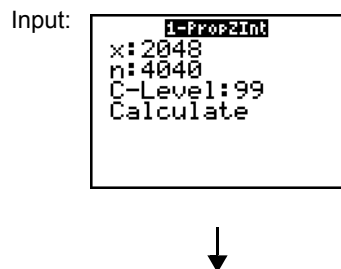 Input:
1-PropZInt
x:2048
n:4040
C-Level:99
Calculate